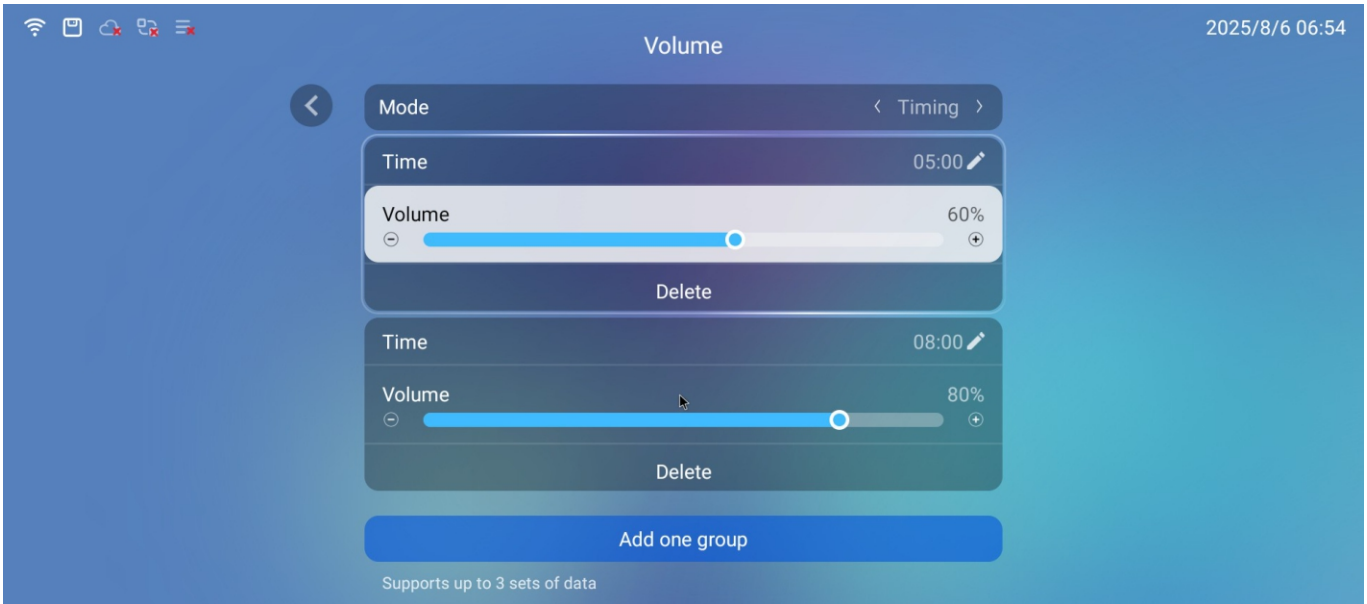 2025/8/6 06:54
Volume
Mode < Timing >
Time 05:00
Volume 60%
Delete
Time 08:00
Volume 80%
Delete
Add one group
Supports up to 3 sets of data